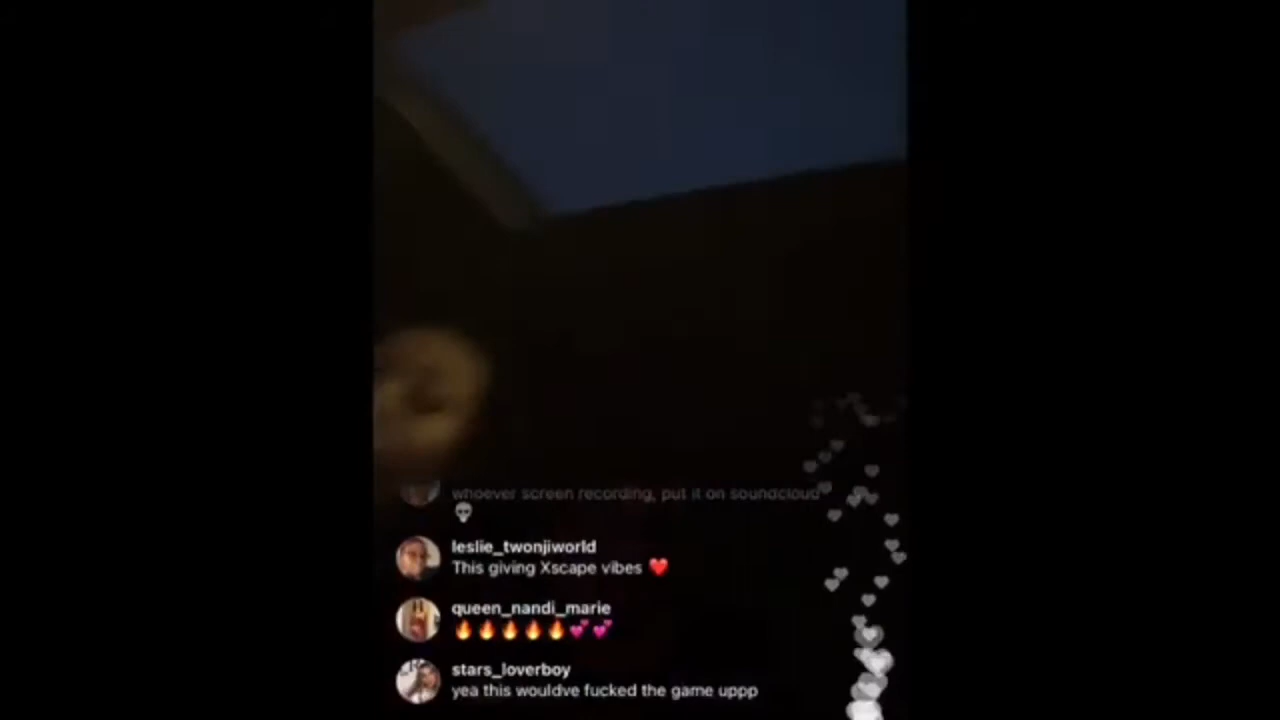 whoever screen recording, put it on soundcloud
💀
leslie_twonjiworld
This giving Xscape vibes ❤️
queen_nandi_marie
🔥🔥🔥🔥🔥💕💕
stars_loverboy
yea this wouldve fucked the game uppp